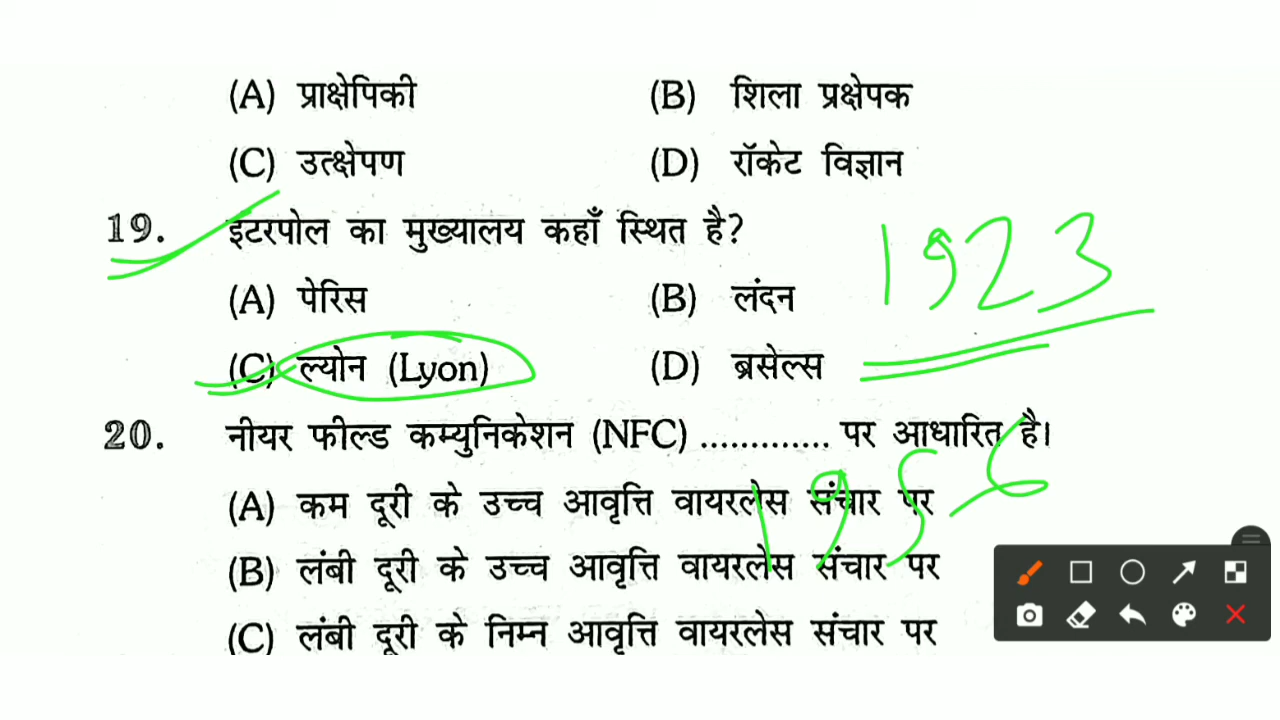 (A) प्राक्षेपिकी (B) शिला प्रक्षेपक
(C) उत्क्षेपण (D) रॉकेट विज्ञान
19. इंटरपोल का मुख्यालय कहाँ स्थित है?
1923
(A) पेरिस (B) लंदन
(C) ल्योन (Lyon) (D) ब्रसेल्स
20. नीयर फील्ड कम्युनिकेशन (NFC) ............. पर आधारित है।
1956
(A) कम दूरी के उच्च आवृत्ति वायरलेस संचार पर
(B) लंबी दूरी के उच्च आवृत्ति वायरलेस संचार पर
(C) लंबी दूरी के निम्न आवृत्ति वायरलेस संचार पर